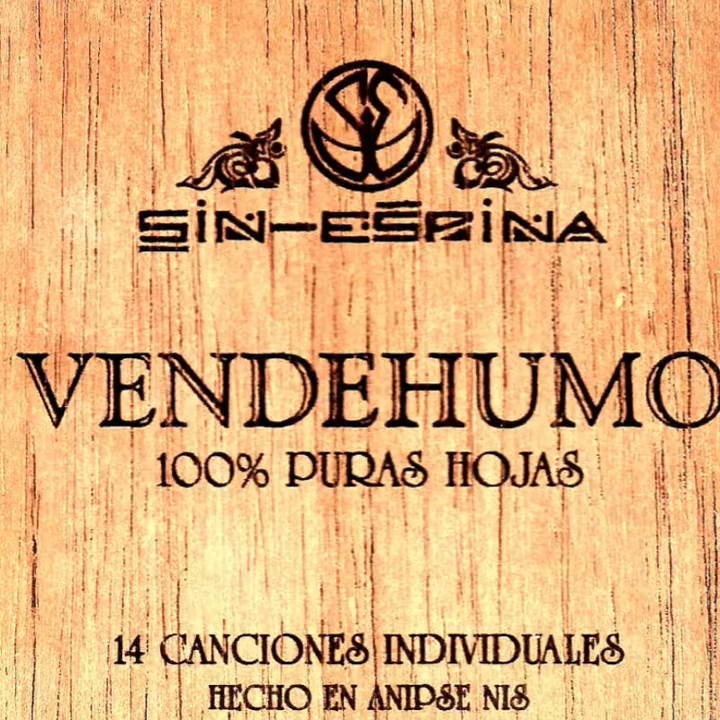 SIN-ESPINA
VENDEHUMO
100% PURAS HOJAS
14 CANCIONES INDIVIDUALES
HECHO EN ANIPSE NIS